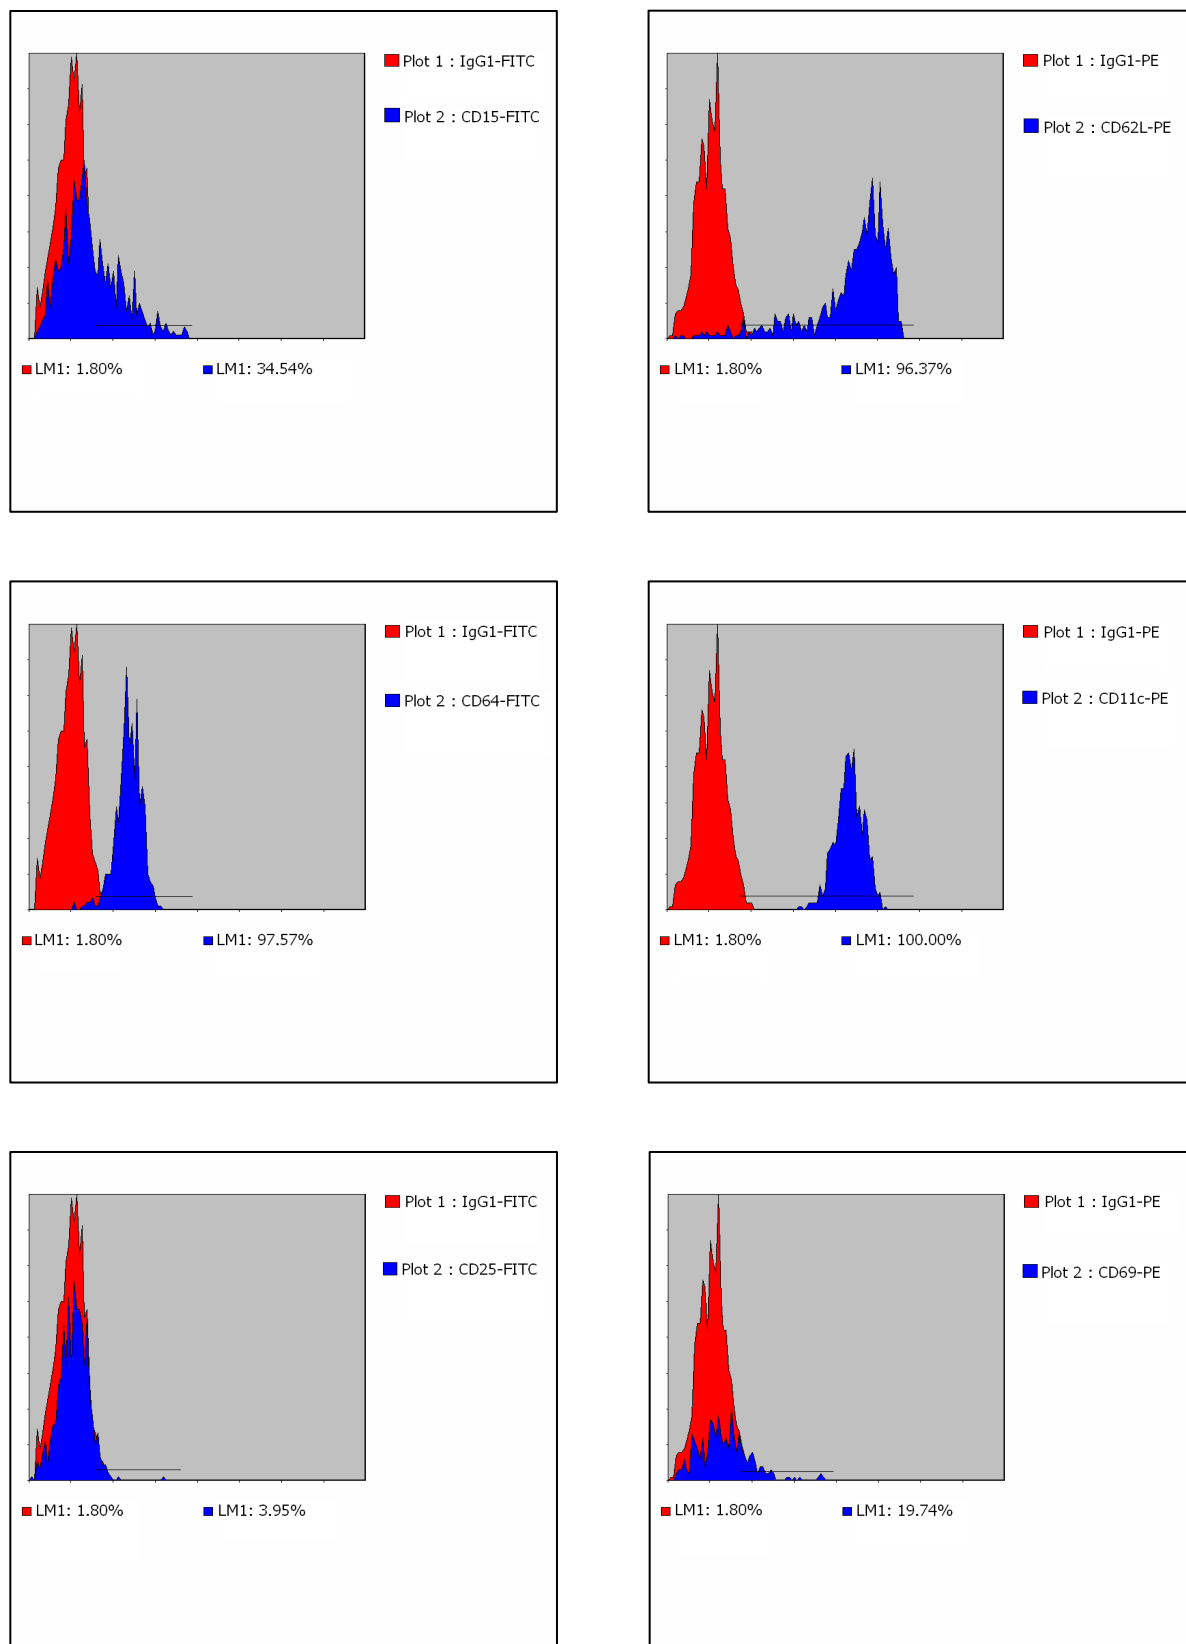 Plot 1 : IgG1-FITC
Plot 2 : CD15-FITC
LM1: 1.80% LM1: 34.54%
Plot 1 : IgG1-PE
Plot 2 : CD62L-PE
LM1: 1.80% LM1: 96.37%
Plot 1 : IgG1-FITC
Plot 2 : CD64-FITC
LM1: 1.80% LM1: 97.57%
Plot 1 : IgG1-PE
Plot 2 : CD11c-PE
LM1: 1.80% LM1: 100.00%
Plot 1 : IgG1-FITC
Plot 2 : CD25-FITC
LM1: 1.80% LM1: 3.95%
Plot 1 : IgG1-PE
Plot 2 : CD69-PE
LM1: 1.80% LM1: 19.74%